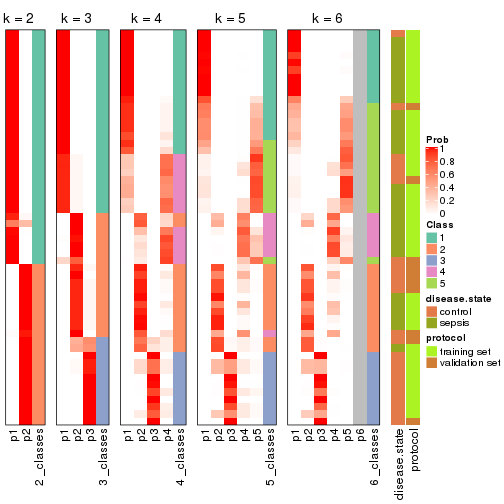 k = 2 k = 3 k = 4 k = 5 k = 6
Prob
1
0.8
0.6
0.4
0.2
0
Class
1
2
3
4
5
disease.state
control
sepsis
protocol
training set
validation set
p1 p2 2_classes p1 p2 p3 3_classes p1 p2 p3 p4 4_classes p1 p2 p3 p4 p5 5_classes p1 p2 p3 p4 p5 p6 6_classes disease.state protocol